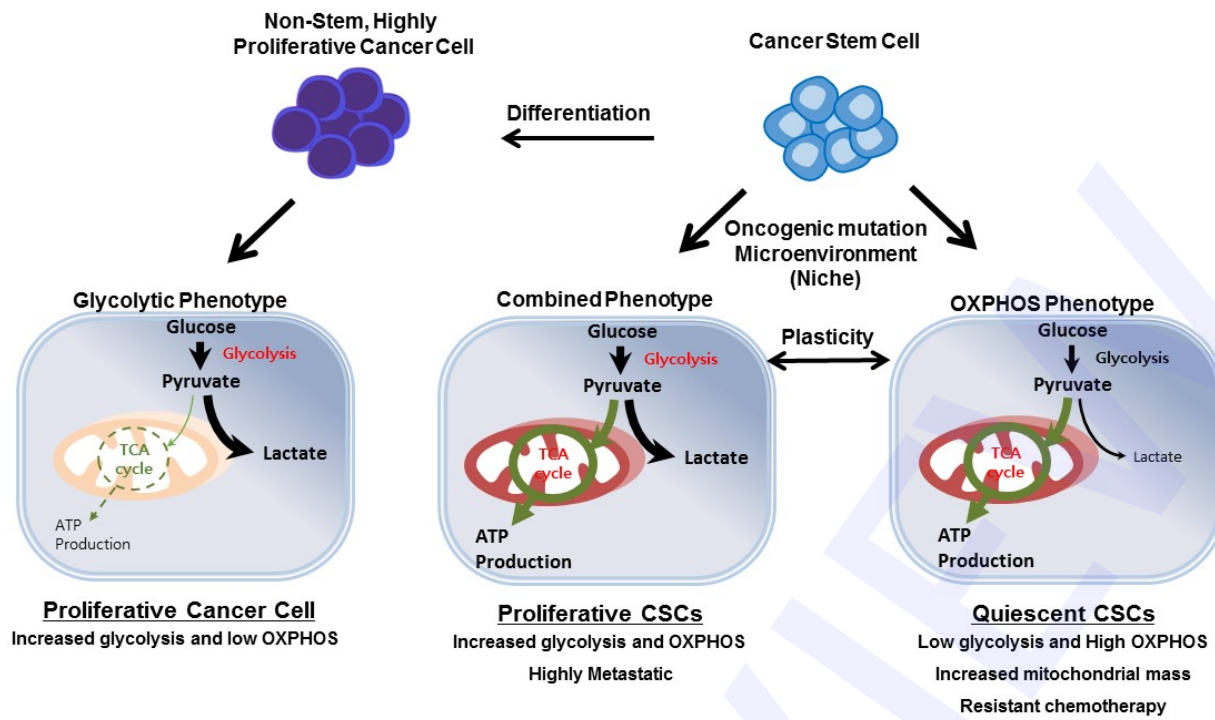 Non-Stem, Highly
Proliferative Cancer Cell
Cancer Stem Cell
Differentiation
Oncogenic mutation
Microenvironment
(Niche)
Glycolytic Phenotype
Glucose
Glycolysis
Pyruvate
TCA
cycle
Lactate
ATP
Production
Combined Phenotype
Glucose
Glycolysis
Pyruvate
TCA
cycle
Lactate
ATP
Production
Plasticity
OXPHOS Phenotype
Glucose
Glycolysis
Pyruvate
TCA
cycle
Lactate
ATP
Production
Proliferative Cancer Cell
Increased glycolysis and low OXPHOS
Proliferative CSCs
Increased glycolysis and OXPHOS
Highly Metastatic
Quiescent CSCs
Low glycolysis and High OXPHOS
Increased mitochondrial mass
Resistant chemotherapy